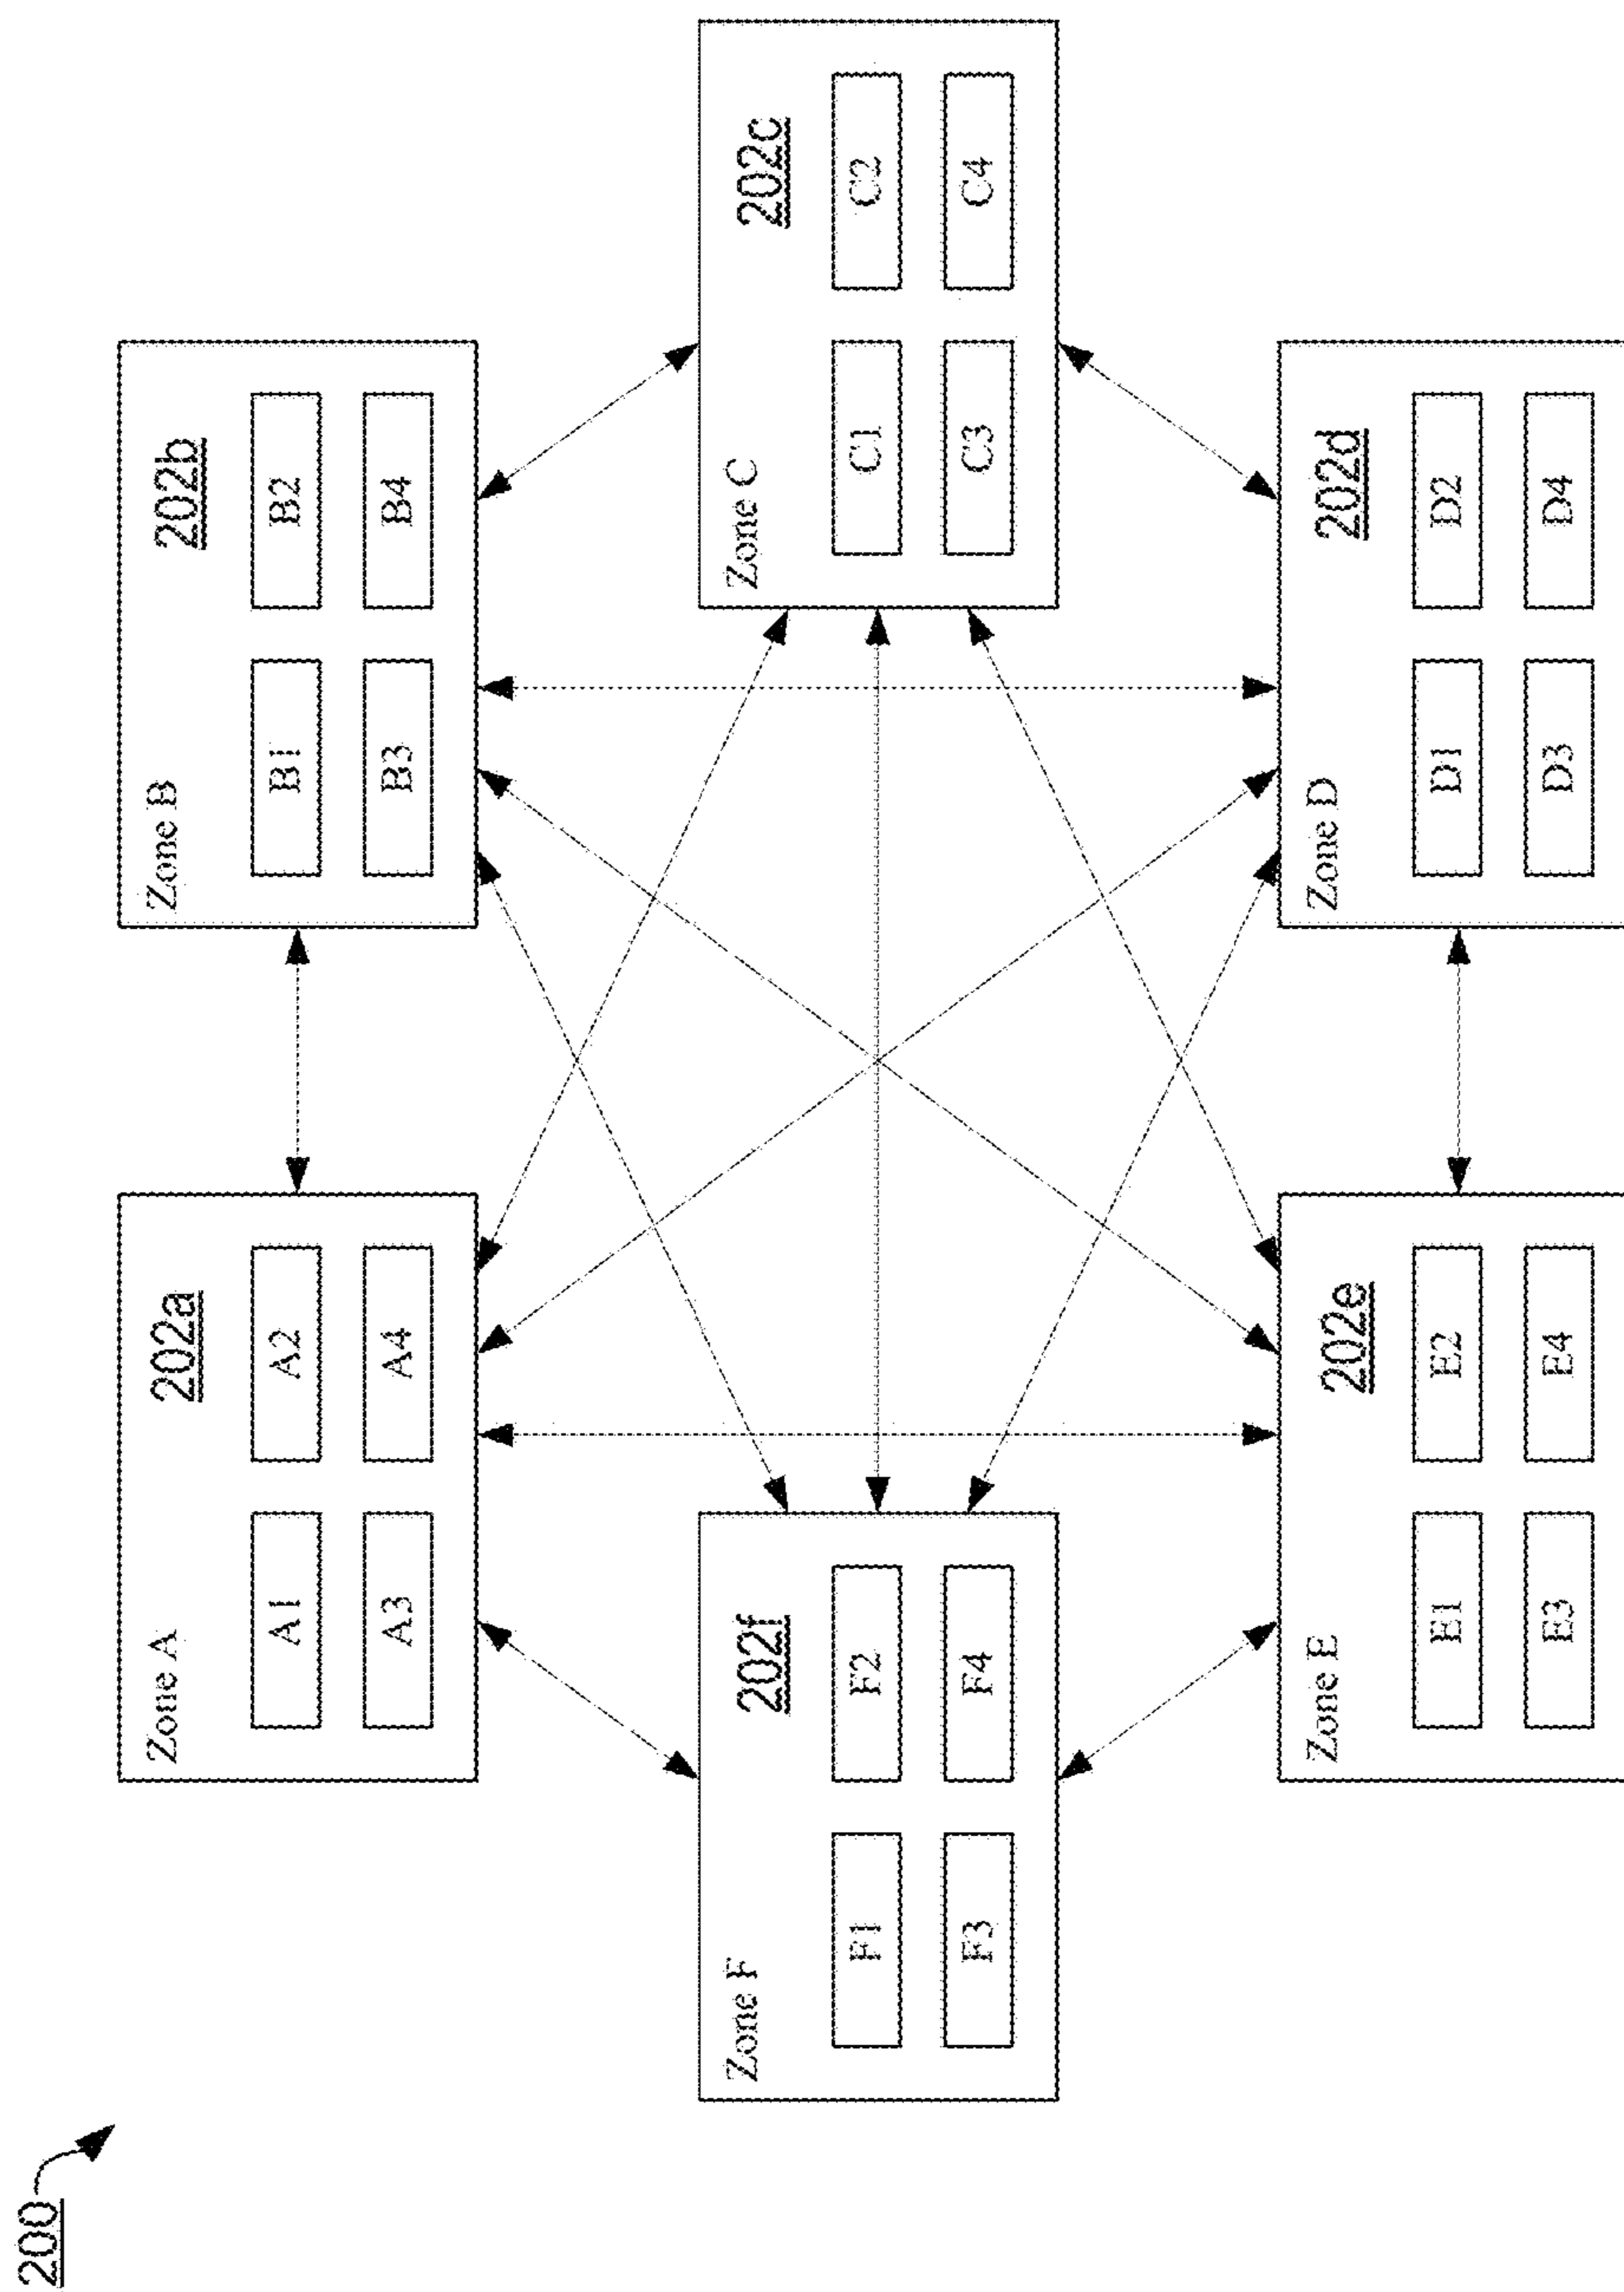 200
Zone A
202a
A1
A2
A3
A4
Zone B
202b
B1
B2
B3
B4
Zone F
202f
F1
F2
F3
F4
Zone C
202c
C1
C2
C3
C4
Zone E
202e
E1
E2
E3
E4
Zone D
202d
D1
D2
D3
D4